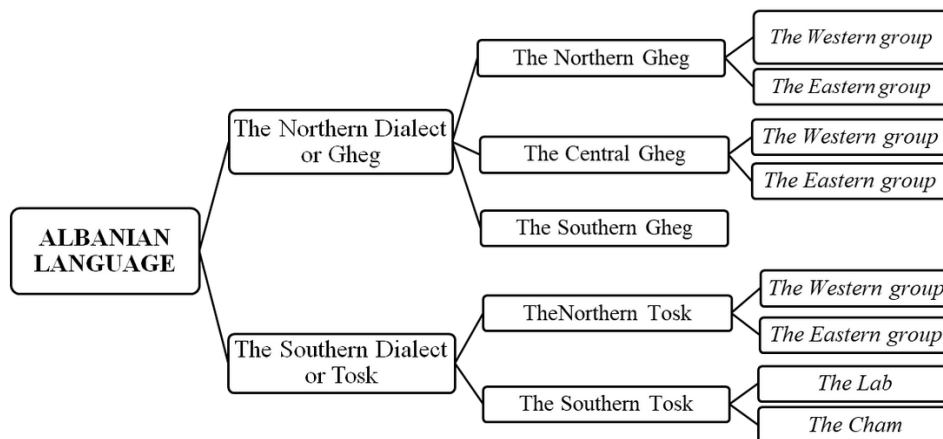 The Western group
The Northern Gheg
The Eastern group
The Northern Dialect
or Gheg
The Western group
The Central Gheg
The Eastern group
ALBANIAN
LANGUAGE
The Southern Gheg
The Western group
TheNorthern Tosk
The Eastern group
The Southern Dialect
or Tosk
The Lab
The Southern Tosk
The Cham